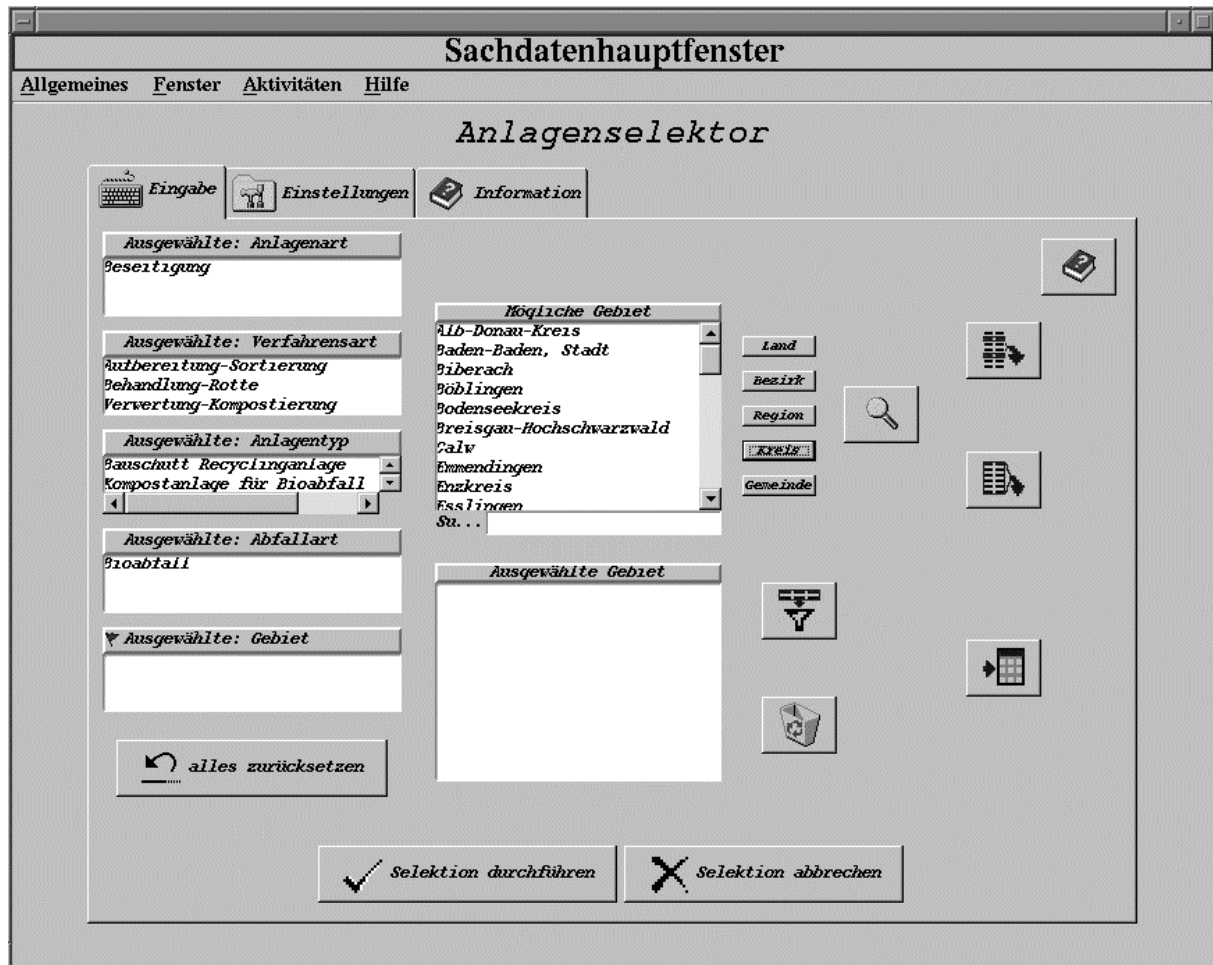 Sachdatenhauptfenster
Allgemeines Fenster Aktivitäten Hilfe
Anlagenselektor
Eingabe Einstellungen Information
Ausgewählte: Anlagenart
Beseitigung
Ausgewählte: Verfahrensart
Aufbereitung-Sortierung
Behandlung-Rotte
Verwertung-Kompostierung
Ausgewählte: Anlagentyp
Bauschutt Recyclinganlage
Kompostanlage für Bioabfall
Ausgewählte: Abfallart
Bioabfall
Ausgewählte: Gebiet
alles zurücksetzen
Mögliche Gebiet
Alb-Donau-Kreis
Baden-Baden, Stadt
Biberach
Böblingen
Bodenseekreis
Breisgau-Hochschwarzwald
Calw
Emmendingen
Enzkreis
Esslingen
Su...
Ausgewählte Gebiet
Land
Bezirk
Region
Kreis
Gemeinde
Selektion durchführen
Selektion abbrechen